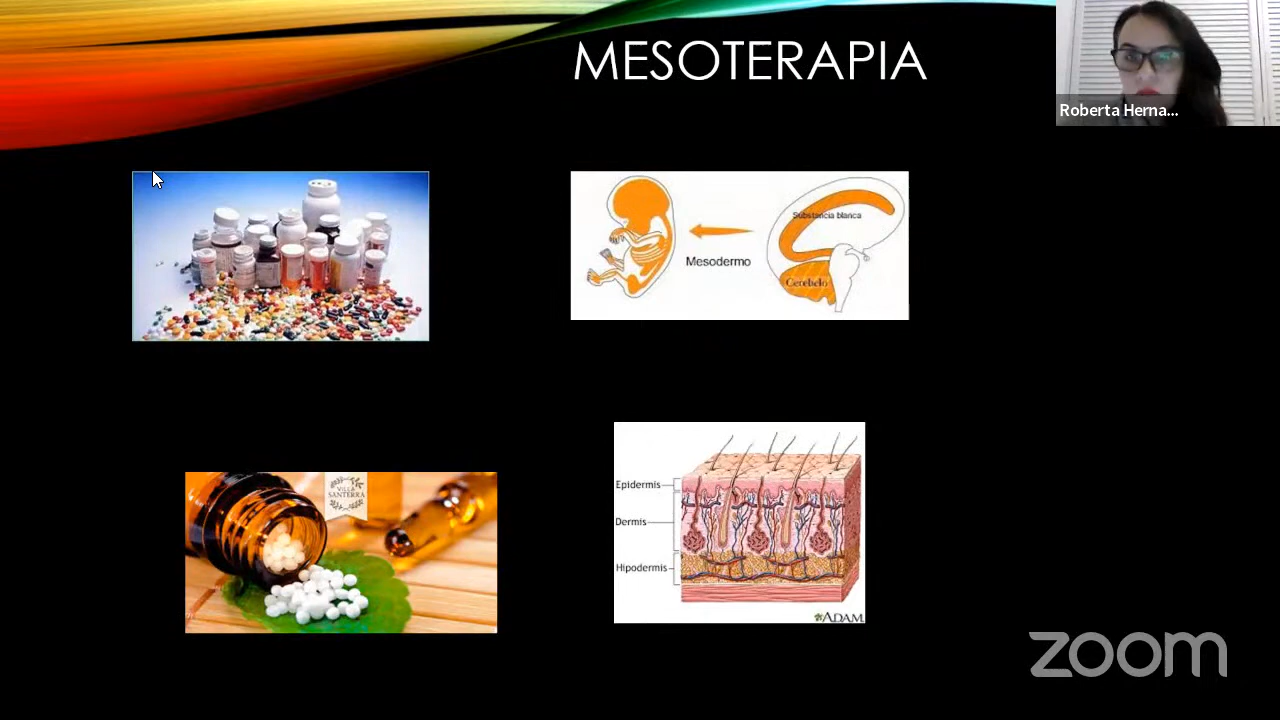 MESOTERAPIA
Roberta Herna...
Substancia blanca
Mesodermo
Cerebelo
VILLA
SANTERRA
Epidermis
Dermis
Hipodermis
ADAM
zoom